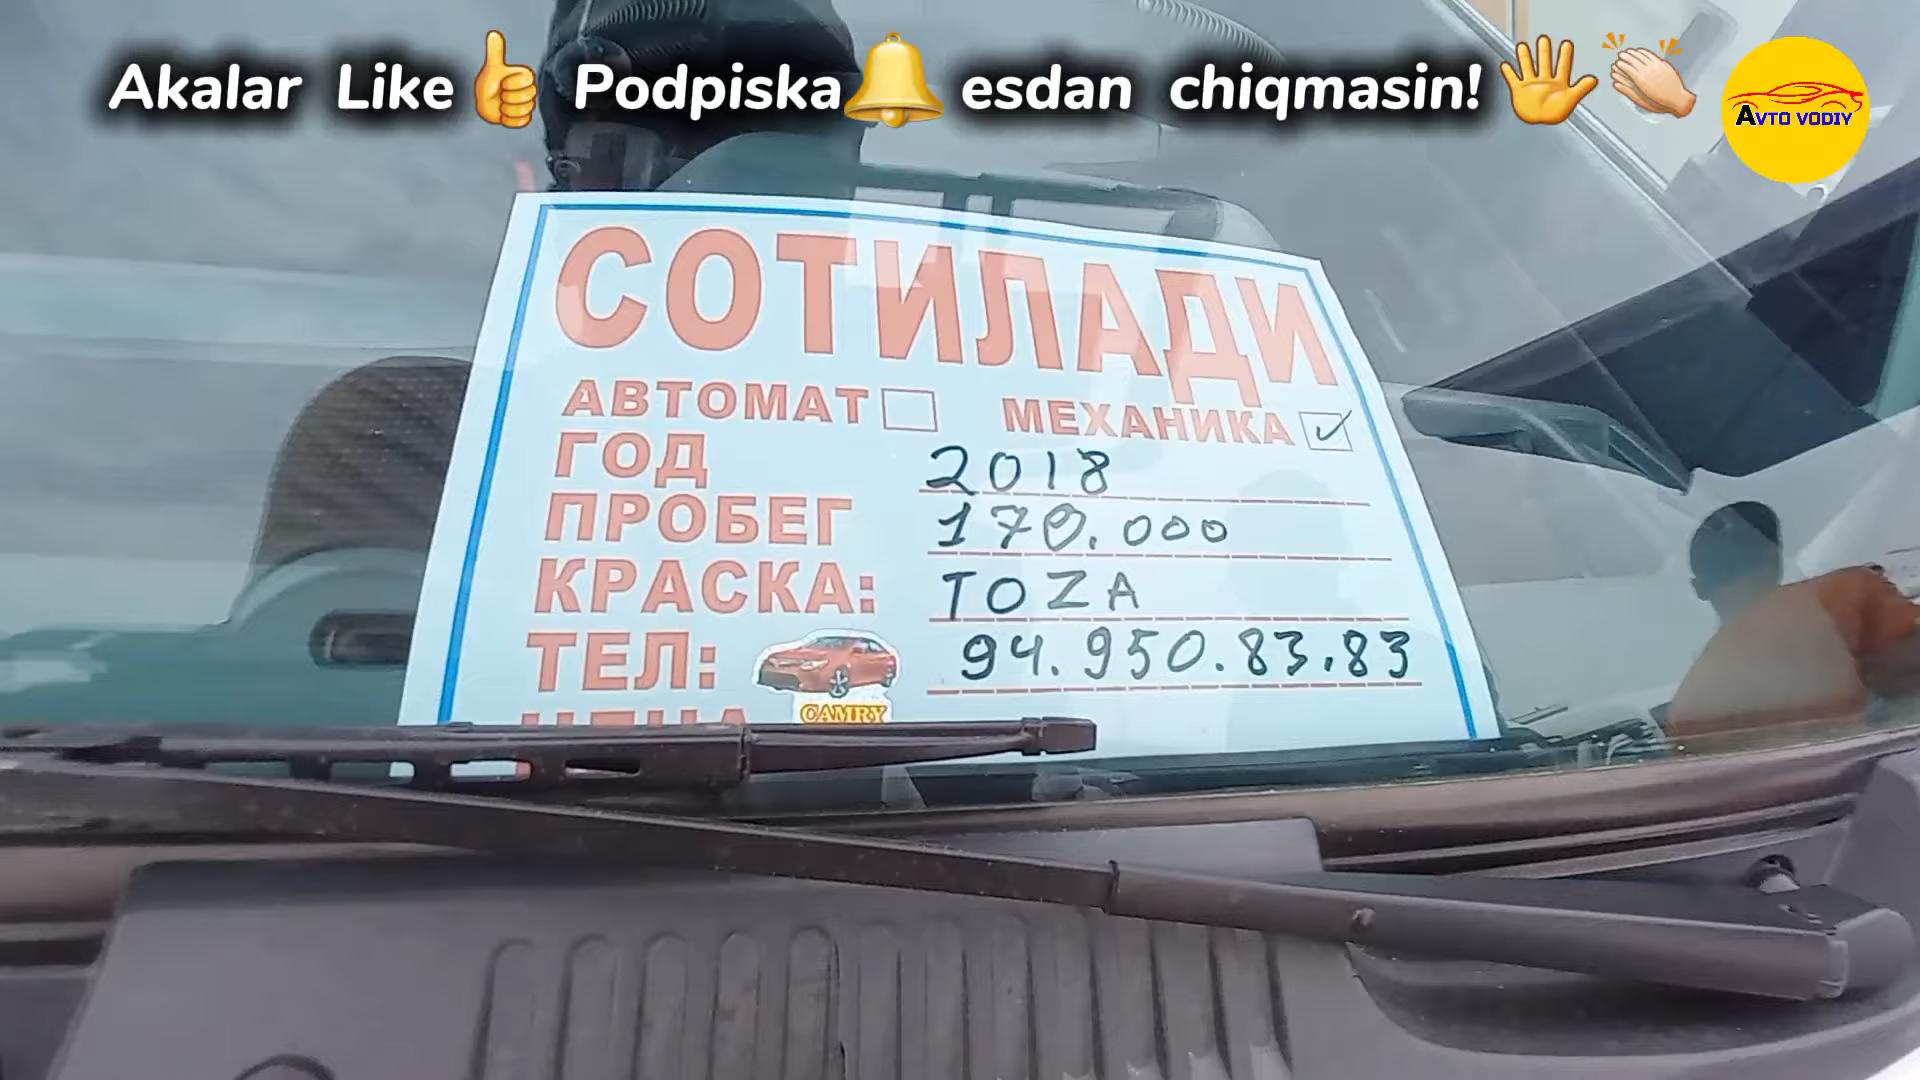 Akalar Like👍 Podpiska🔔 esdan chiqmasin!🖐👏
AVTO VODIY
СОТИЛАДИ
АВТОМАТ☐ МЕХАНИКА☑
ГОД 2018
ПРОБЕГ 170.000
КРАСКА: TOZA
ТЕЛ: 94.950.83.83
CAMRY